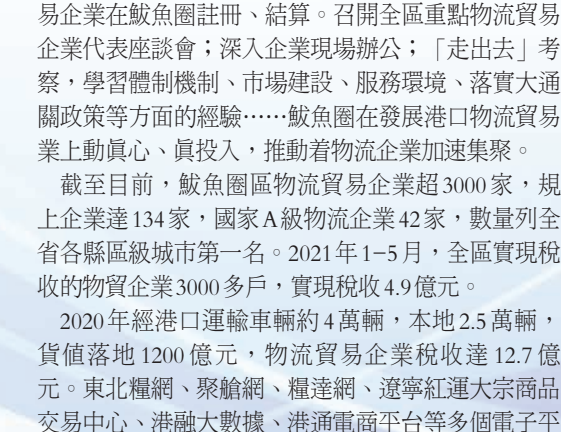 易企業在鮁魚圈註冊、結算。召開全區重點物流貿易
企業代表座談會；深入企業現場辦公；「走出去」考
察，學習體制機制、市場建設、服務環境、落實大通
關政策等方面的經驗……鮁魚圈在發展港口物流貿易
業上動眞心、眞投入，推動着物流企業加速集聚。
截至目前，鮁魚圈區物流貿易企業超3000家，規
上企業達134家，國家A級物流企業42家，數量列全
省各縣區級城市第一名。2021年1-5月，全區實現稅
收的物貿企業3000多戶，實現稅收4.9億元。
2020年經港口運輸車輛約4萬輛，本地2.5萬輛，
貨值落地1200億元，物流貿易企業稅收達12.7億
元。東北糧網、聚艙網、糧達網、遼寧紅運大宗商品
交易中心、港融大數據、港通電商平台等多個電子平